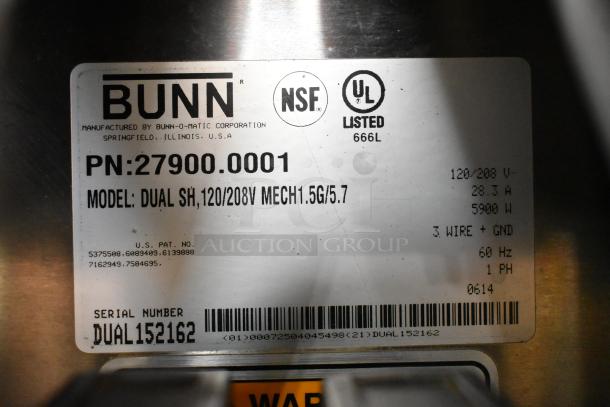 BUNN
MANUFACTURED BY BUNN-O-MATIC CORPORATION
SPRINGFIELD, ILLINOIS, U.S.A
NSF
UL
LISTED
666L
PN:27900.0001
MODEL: DUAL SH,120/208V MECH1.5G/5.7
120/208 V~
28.3 A
5900 W
3 WIRE + GND
60 Hz
1 PH
0614
U.S. PAT. NO.
5375508,6089409,6139888
7162949,7584695.
PCI
AUCTION GROUP
SERIAL NUMBER
DUAL152162
(01)00072504045498(21)DUAL152162
WAR